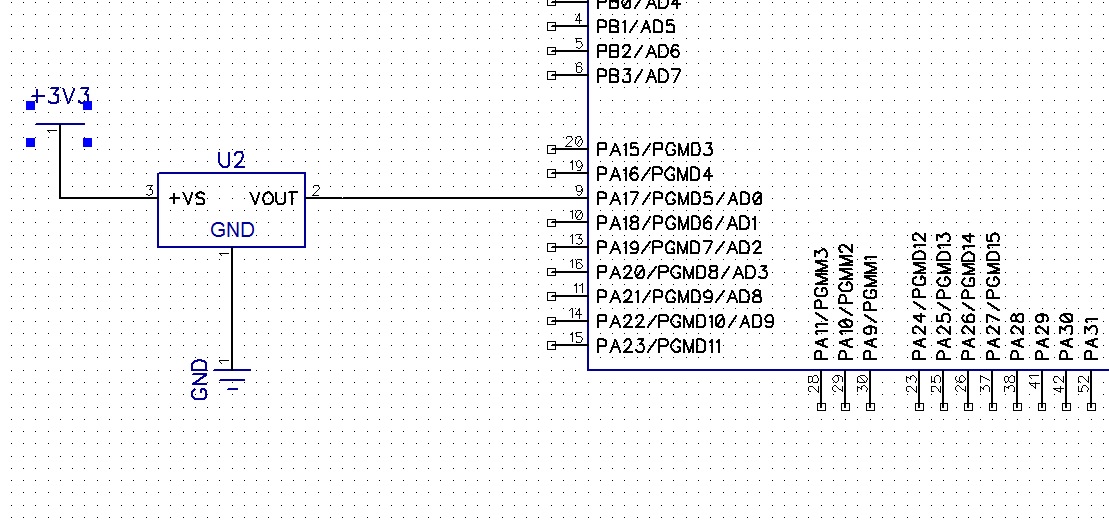 PB0/AD4
4 PB1/AD5
5 PB2/AD6
6 PB3/AD7
+3V3
1
20 PA15/PGMD3
U2
19 PA16/PGMD4
3 +VS VOUT 2
9 PA17/PGMD5/AD0
10 PA18/PGMD6/AD1
GND
13 PA19/PGMD7/AD2
1
16 PA20/PGMD8/AD3
11 PA21/PGMD9/AD8
14 PA22/PGMD10/AD9
15 PA23/PGMD11
1
GND
PA11/PGMM3
PA10/PGMM2
PA9/PGMM1
PA24/PGMD12
PA25/PGMD13
PA26/PGMD14
PA27/PGMD15
PA28
PA29
PA30
PA31
28
29
30
23
25
26
37
38
41
42
52